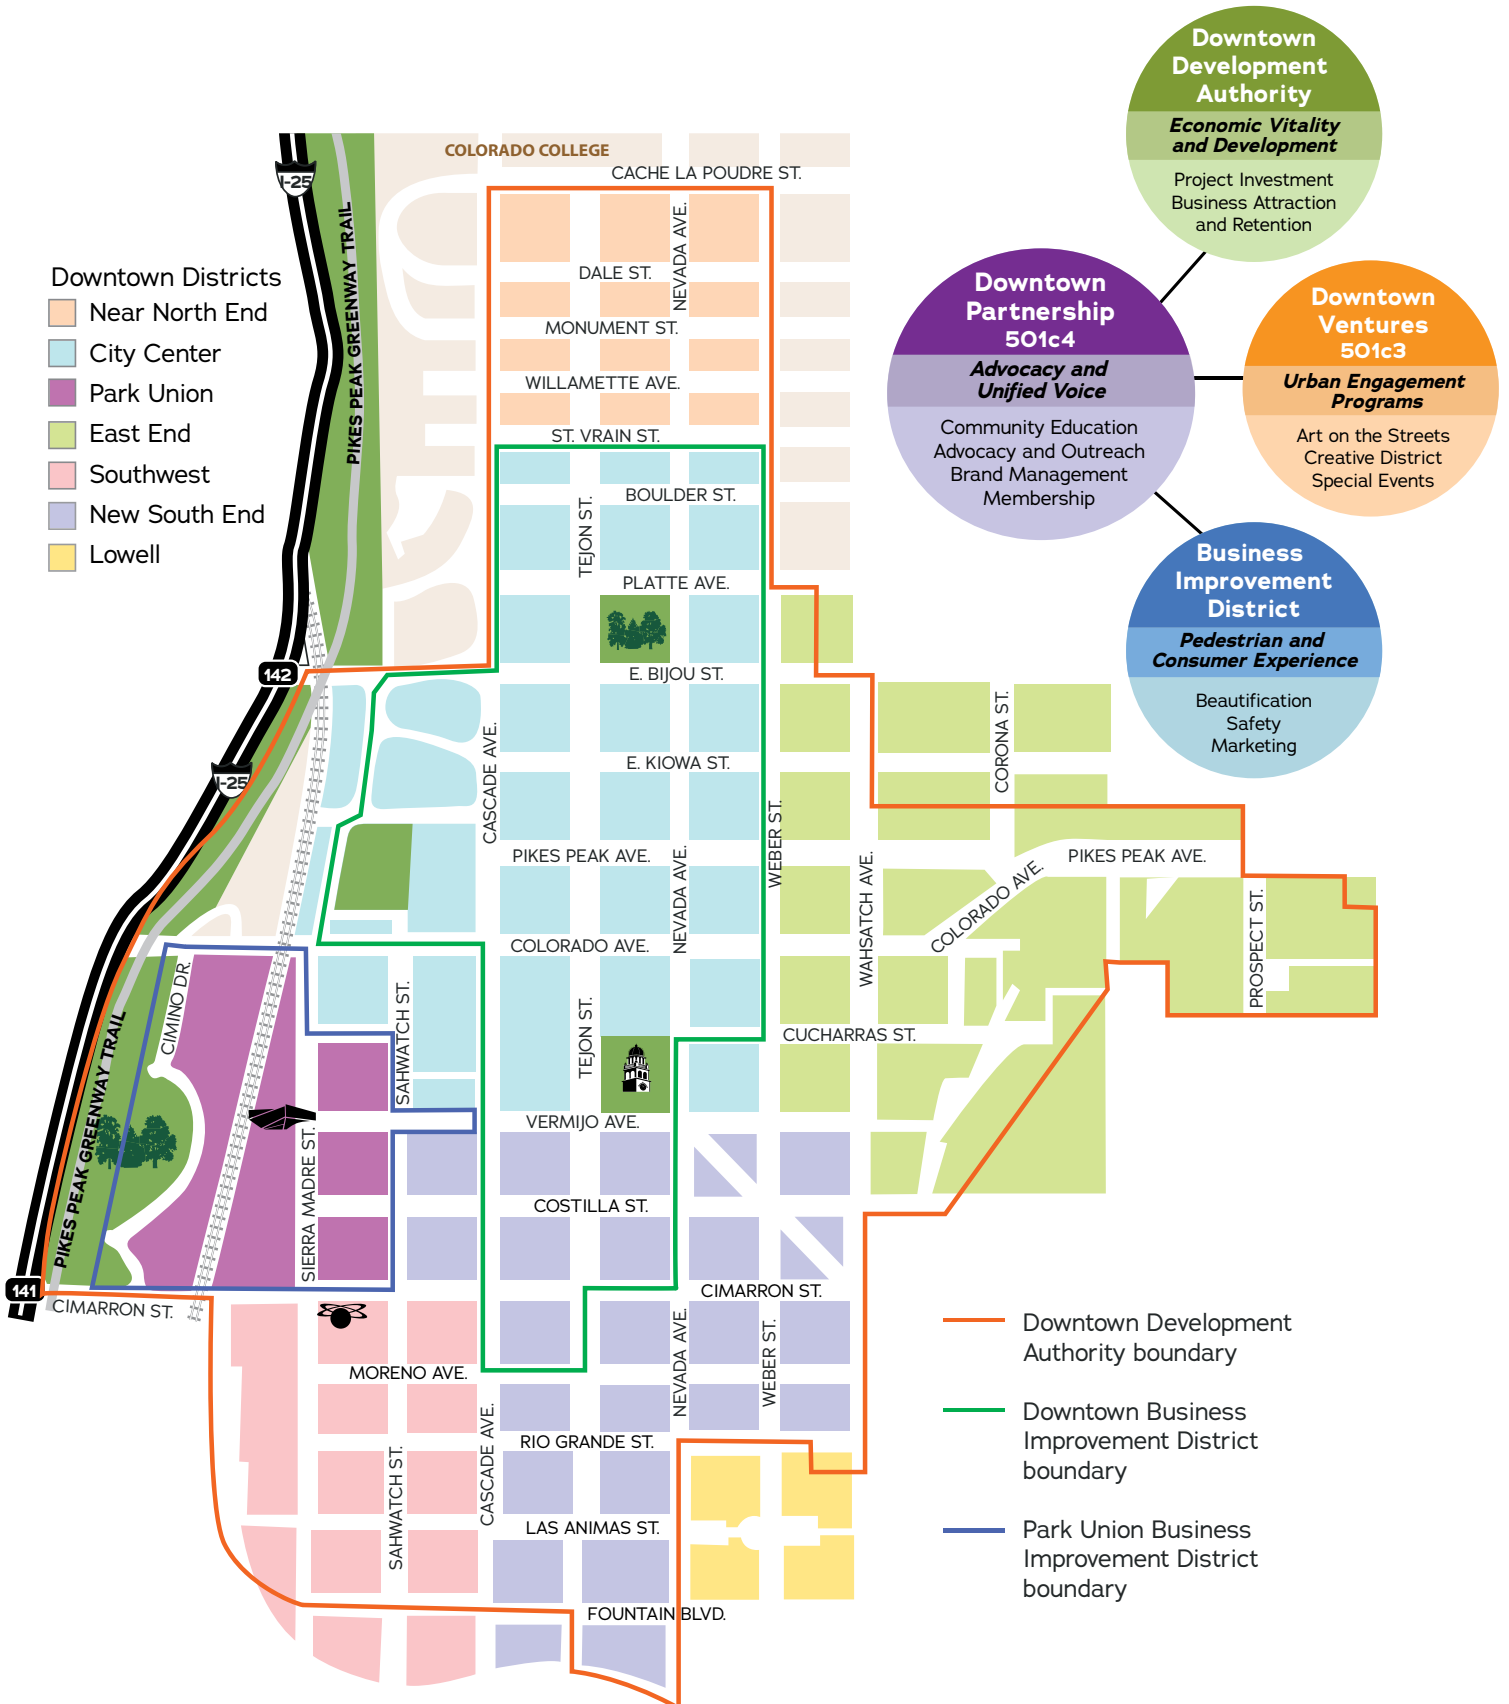 Downtown
Development
Authority
Economic Vitality
and Development
Project Investment
Business Attraction
and Retention
Downtown
Partnership
501c4
Advocacy and
Unified Voice
Community Education
Advocacy and Outreach
Brand Management
Membership
Downtown
Ventures
501c3
Urban Engagement
Programs
Art on the Streets
Creative District
Special Events
Business
Improvement
District
Pedestrian and
Consumer Experience
Beautification
Safety
Marketing
Downtown Districts
Near North End
City Center
Park Union
East End
Southwest
New South End
Lowell
COLORADO COLLEGE
CACHE LA POUDRE ST.
I-25
PIKES PEAK GREENWAY TRAIL
NEVADA AVE.
DALE ST.
MONUMENT ST.
WILLAMETTE AVE.
ST. VRAIN ST.
BOULDER ST.
TEJON ST.
PLATTE AVE.
142
E. BIJOU ST.
CORONA ST.
CASCADE AVE.
E. KIOWA ST.
I-25
WEBER ST.
PIKES PEAK AVE.
NEVADA AVE.
WAHSATCH AVE.
COLORADO AVE.
PIKES PEAK AVE.
PROSPECT ST.
COLORADO AVE.
CIMINO DR.
SAHWATCH ST.
TEJON ST.
CUCHARRAS ST.
PIKES PEAK GREENWAY TRAIL
VERMIJO AVE.
SIERRA MADRE ST.
COSTILLA ST.
141
CIMARRON ST.
CIMARRON ST.
NEVADA AVE.
WEBER ST.
MORENO AVE.
CASCADE AVE.
RIO GRANDE ST.
SAHWATCH ST.
LAS ANIMAS ST.
FOUNTAIN BLVD.
Downtown Development
Authority boundary
Downtown Business
Improvement District
boundary
Park Union Business
Improvement District
boundary